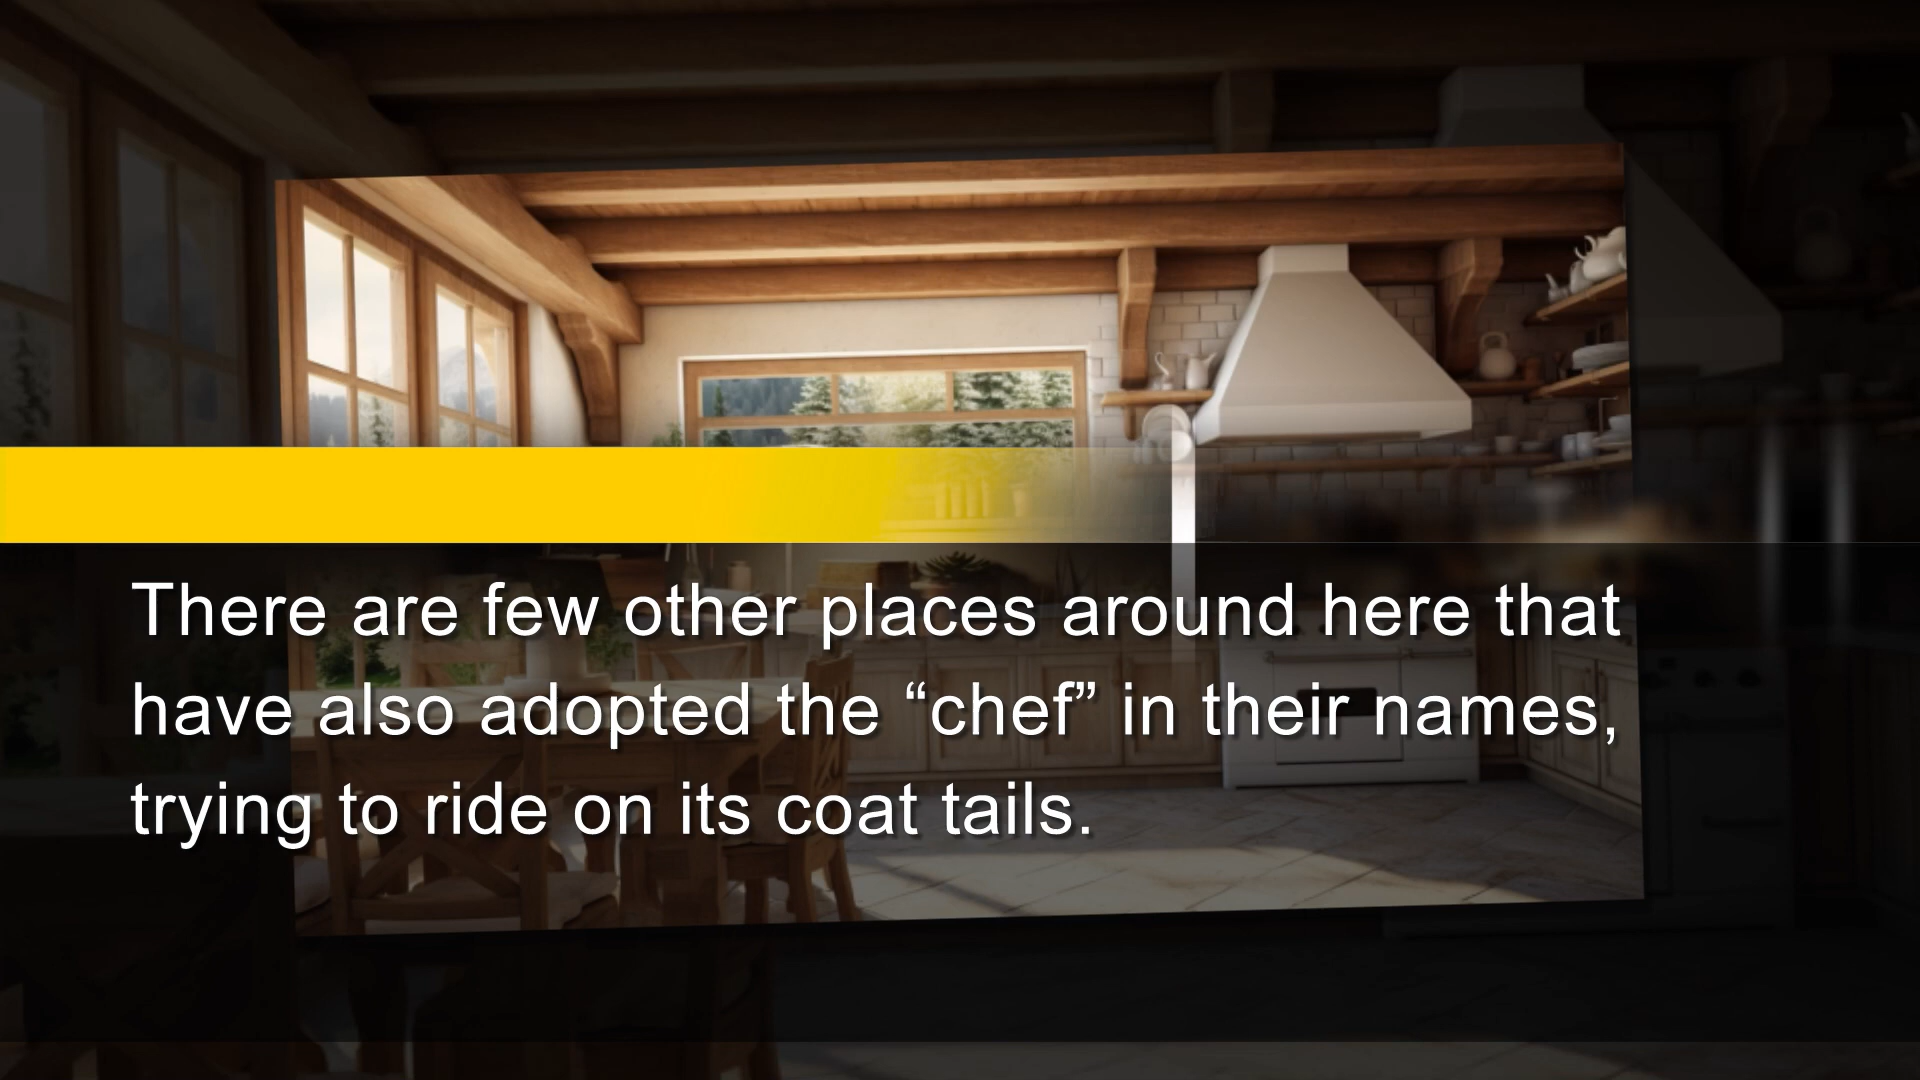 There are few other places around here that
have also adopted the “chef” in their names,
trying to ride on its coat tails.